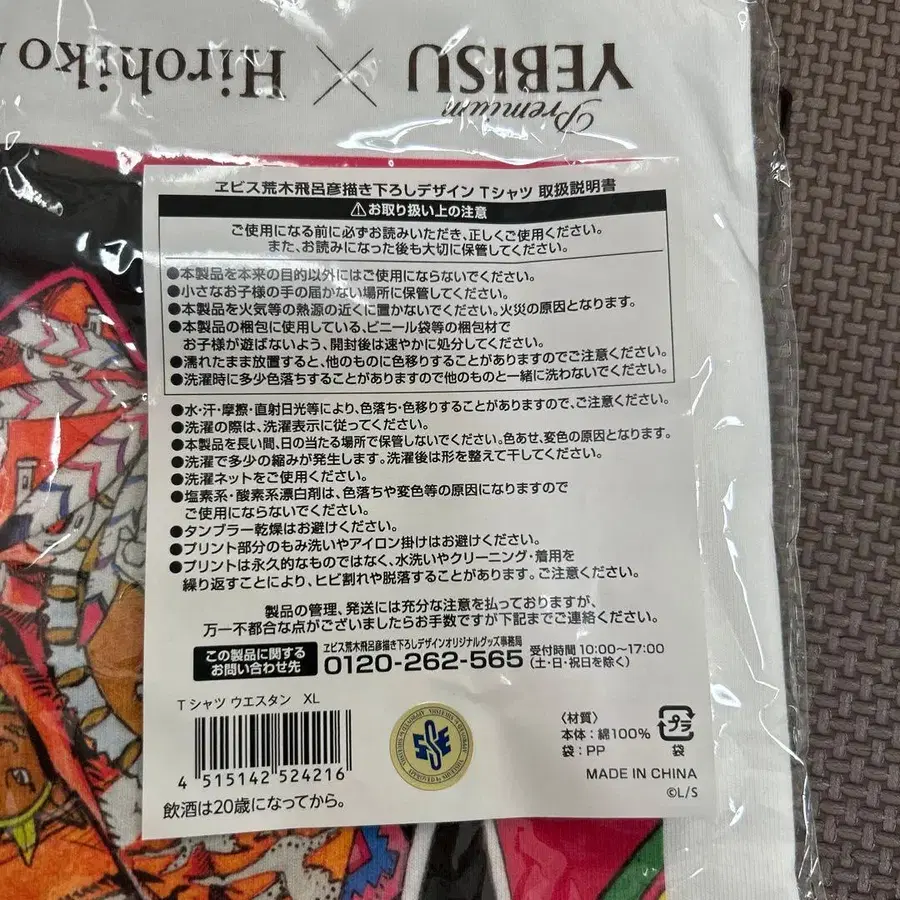 Premium
YEBISU × Hirohiko
ヱビス荒木飛呂彦描き下ろしデザイン Tシャツ 取扱説明書
⚠お取り扱い上の注意
ご使用になる前に必ずお読みいただき、正しくご使用ください。
また、お読みになった後も大切に保管してください。
●本製品を本来の目的以外にはご使用にならないでください。
●小さなお子様の手の届かない場所に保管してください。
●本製品を火気等の熱源の近くに置かないでください。火災の原因となります。
●本製品の梱包に使用している、ビニール袋等の梱包材で
お子様が遊ばないよう、開封後は速やかに処分してください。
●濡れたまま放置すると、他のものに色移りすることがありますのでご注意ください。
●洗濯時に多少色落ちすることがありますので他のものと一緒に洗わないでください。
●水・汗・摩擦・直射日光等により、色落ち・色移りすることがありますので、ご注意ください。
●洗濯の際は、洗濯表示に従ってください。
●本製品を長い間、日の当たる場所で保管しないでください。色あせ、変色の原因となります。
●洗濯で多少の縮みが発生します。洗濯後は形を整えて干してください。
●洗濯ネットをご使用ください。
●塩素系・酸素系漂白剤は、色落ちや変色等の原因になりますので
ご使用にならないでください。
●タンブラー乾燥はお避けください。
●プリント部分のもみ洗いやアイロン掛けはお避けください。
●プリントは永久的なものではなく、水洗いやクリーニング・着用を
繰り返すことにより、ヒビ割れや脱落することがあります。ご注意ください。
製品の管理、発送には充分な注意を払っておりますが、
万一不都合な点がございましたらお手数ですが下記までご連絡ください。
この製品に関する
お問い合わせ先
ヱビス荒木飛呂彦描き下ろしデザインオリジナルグッズ事務局
0120-262-565
受付時間 10:00〜17:00
(土・日・祝日を除く)
Tシャツ ウエスタン XL
4 515142 524216
飲酒は20歳になってから。
SSE
〈材質〉
本体：綿100%
袋：PP
プラ
袋
MADE IN CHINA
©L/S